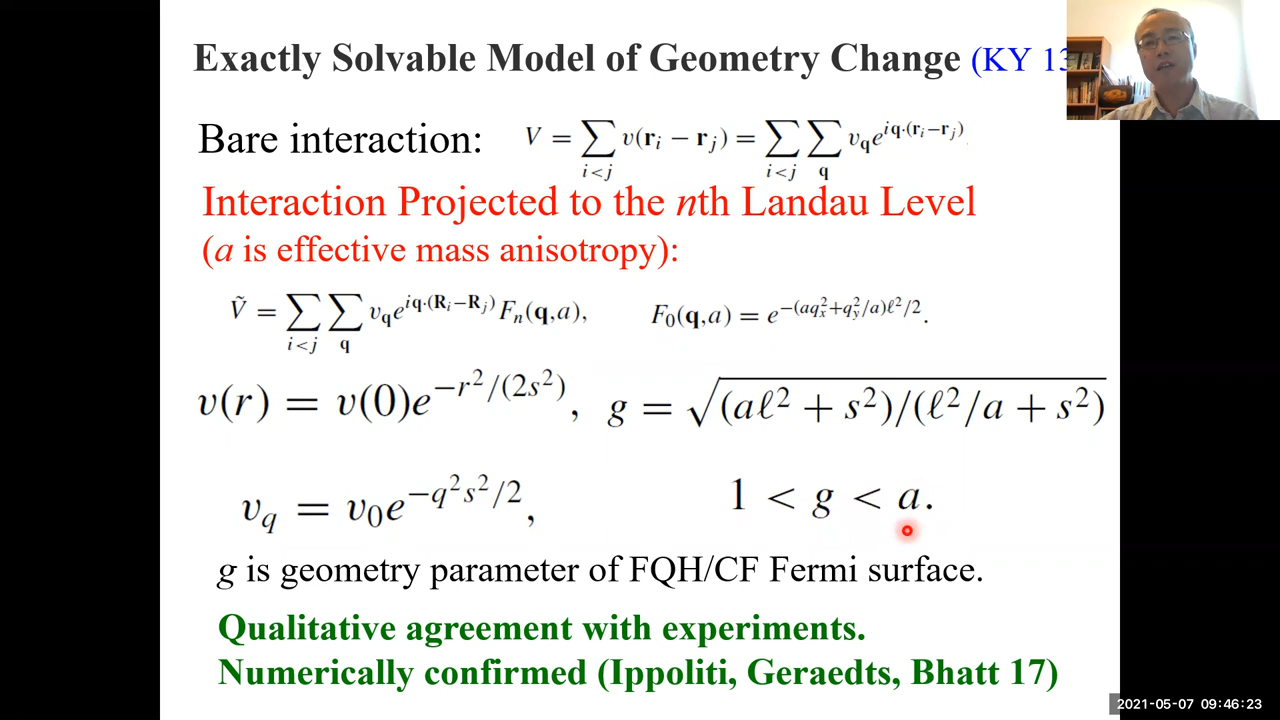 Exactly Solvable Model of Geometry Change (KY 13
Bare interaction: V = ∑_{i<j} v(𝐫_i − 𝐫_j) = ∑_{i<j} ∑_𝐪 v_𝐪 e^{i𝐪·(𝐫_i−𝐫_j)}
Interaction Projected to the nth Landau Level
(a is effective mass anisotropy):
Ṽ = ∑_{i<j} ∑_𝐪 v_𝐪 e^{i𝐪·(𝐑_i−𝐑_j)} F_n(𝐪,a), F_0(𝐪,a) = e^{−(aq_x^2+q_y^2/a)ℓ^2/2}.
v(r) = v(0)e^{−r^2/(2s^2)}, g = √((aℓ^2 + s^2)/(ℓ^2/a + s^2))
v_q = v_0 e^{−q^2s^2/2}, 1 < g < a.
g is geometry parameter of FQH/CF Fermi surface.
Qualitative agreement with experiments.
Numerically confirmed (Ippoliti, Geraedts, Bhatt 17)
2021-05-07 09:46:23